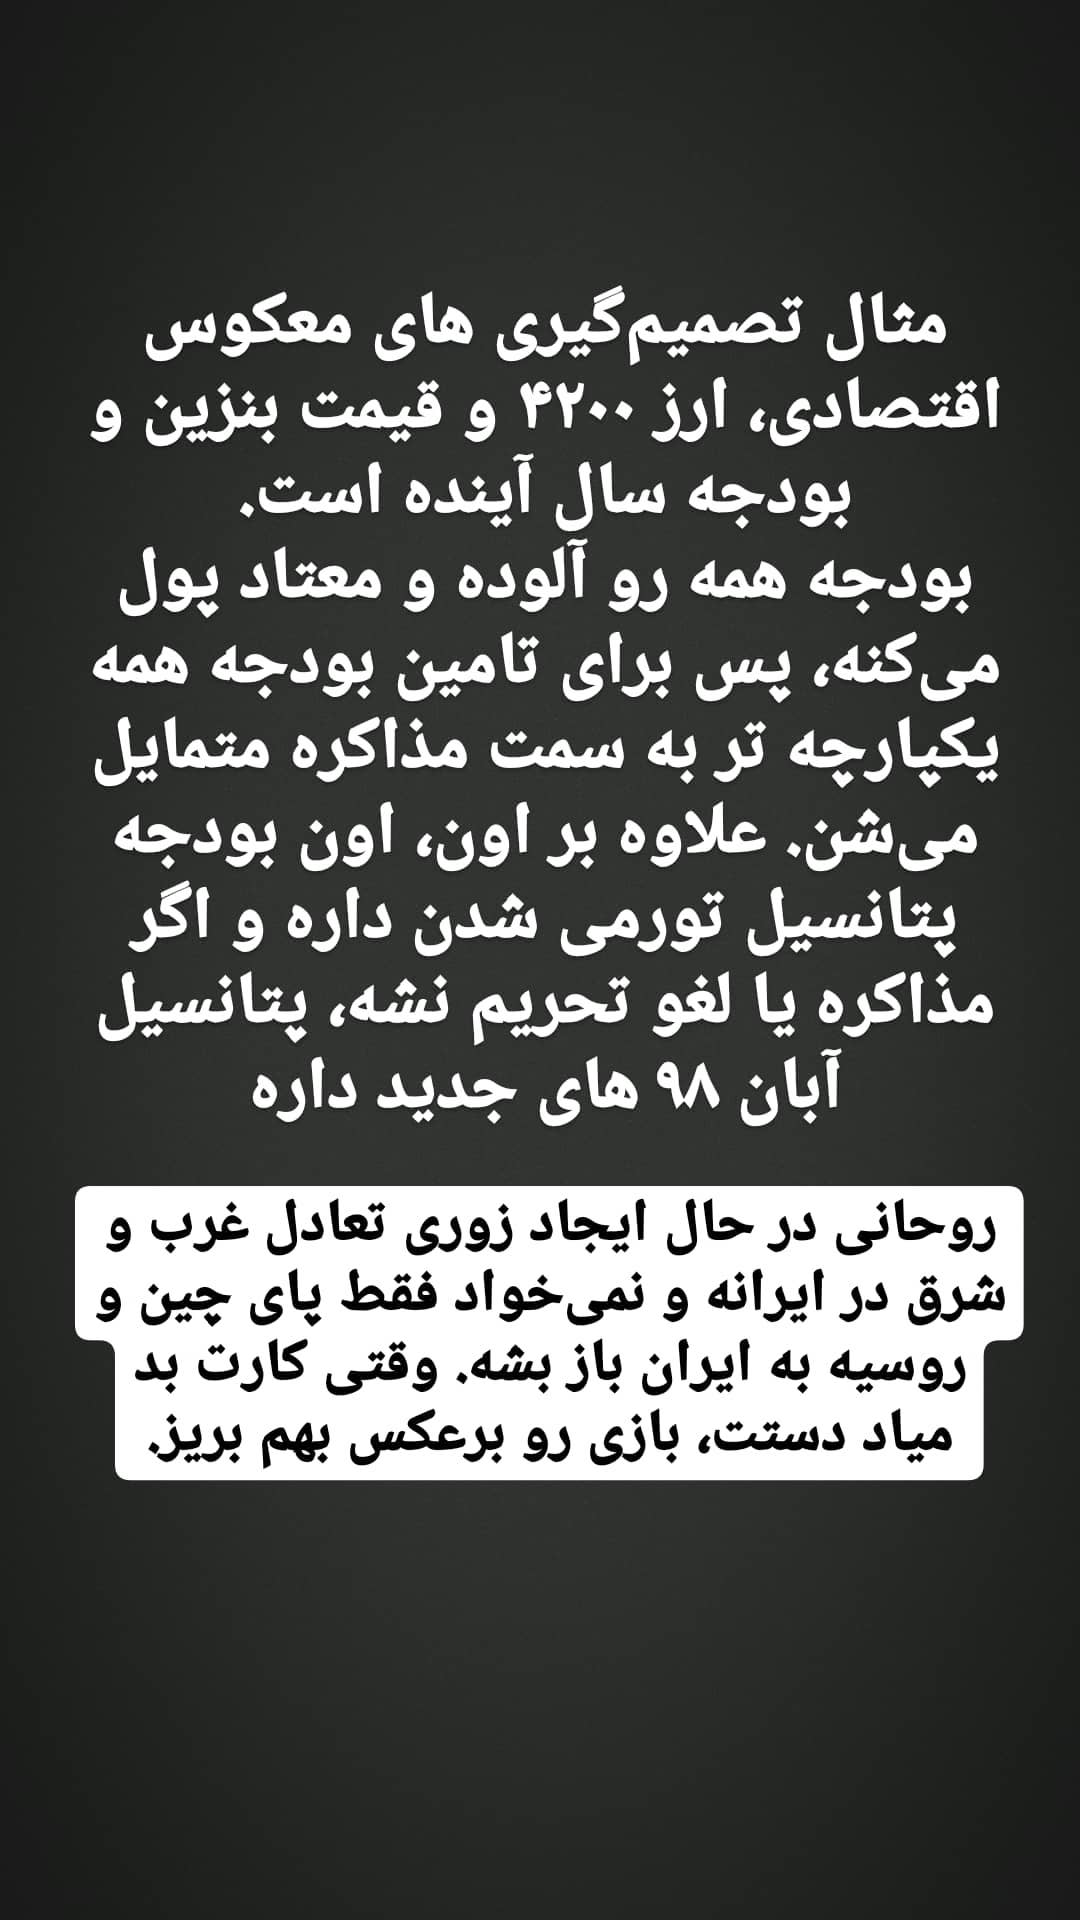 مثال تصمیم‌گیری های معکوس
اقتصادی، ارز ۴۲۰۰ و قیمت بنزین و
بودجه سال آینده است.
بودجه همه رو آلوده و معتاد پول
می‌کنه، پس برای تامین بودجه همه
یکپارچه تر به سمت مذاکره متمایل
می‌شن. علاوه بر اون، اون بودجه
پتانسیل تورمی شدن داره و اگر
مذاکره یا لغو تحریم نشه، پتانسیل
آبان ۹۸ های جدید داره
روحانی در حال ایجاد زوری تعادل غرب و
شرق در ایرانه و نمی‌خواد فقط پای چین و
روسیه به ایران باز بشه. وقتی کارت بد
میاد دستت، بازی رو برعکس بهم بریز.